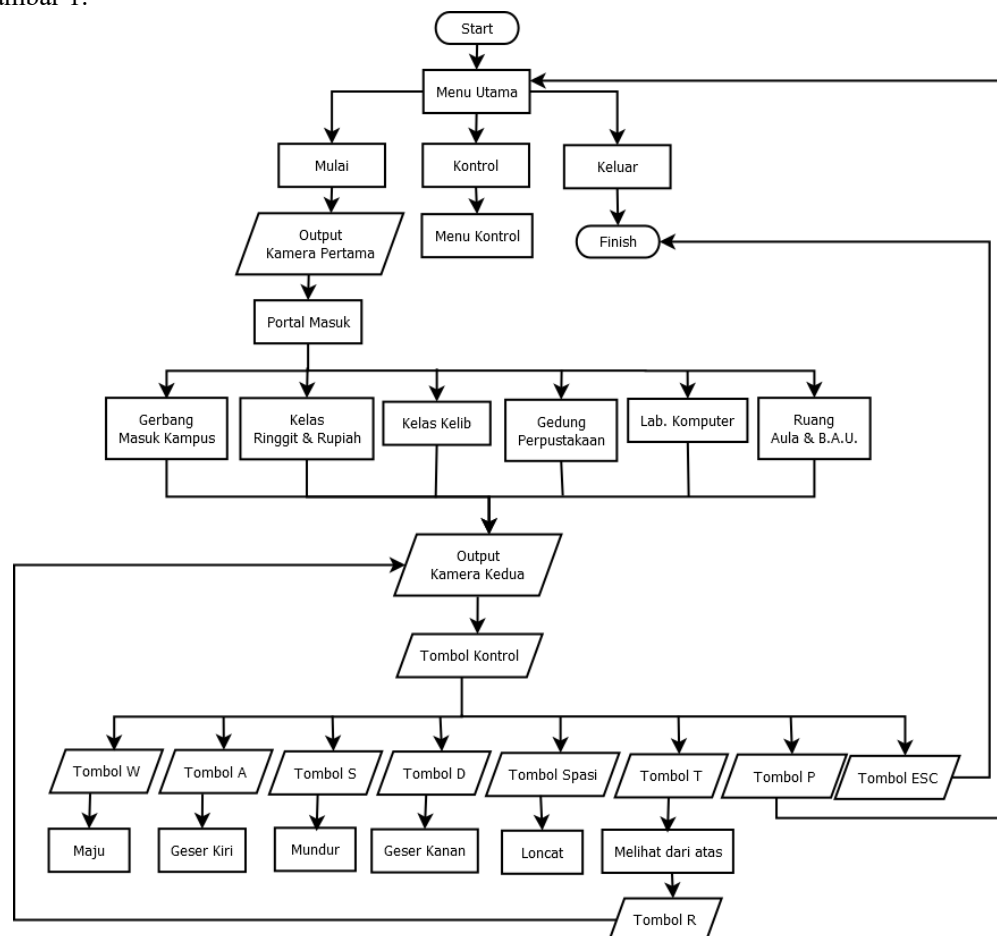 Start
Menu Utama
Mulai
Kontrol
Keluar
Output
Kamera Pertama
Menu Kontrol
Finish
Portal Masuk
Gerbang
Masuk Kampus
Kelas
Ringgit & Rupiah
Kelas Kelib
Gedung
Perpustakaan
Lab. Komputer
Ruang
Aula & B.A.U.
Output
Kamera Kedua
Tombol Kontrol
Tombol W
Tombol A
Tombol S
Tombol D
Tombol Spasi
Tombol T
Tombol P
Tombol ESC
Maju
Geser Kiri
Mundur
Geser Kanan
Loncat
Melihat dari atas
Tombol R